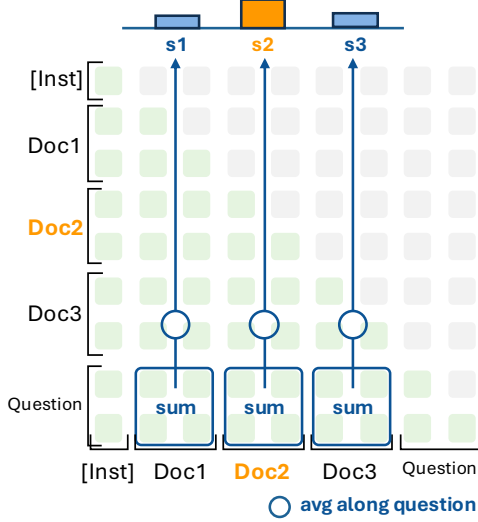 s1 s2 s3
[Inst]
Doc1
Doc2
Doc3
Question
sum sum sum
[Inst] Doc1 Doc2 Doc3 Question
avg along question